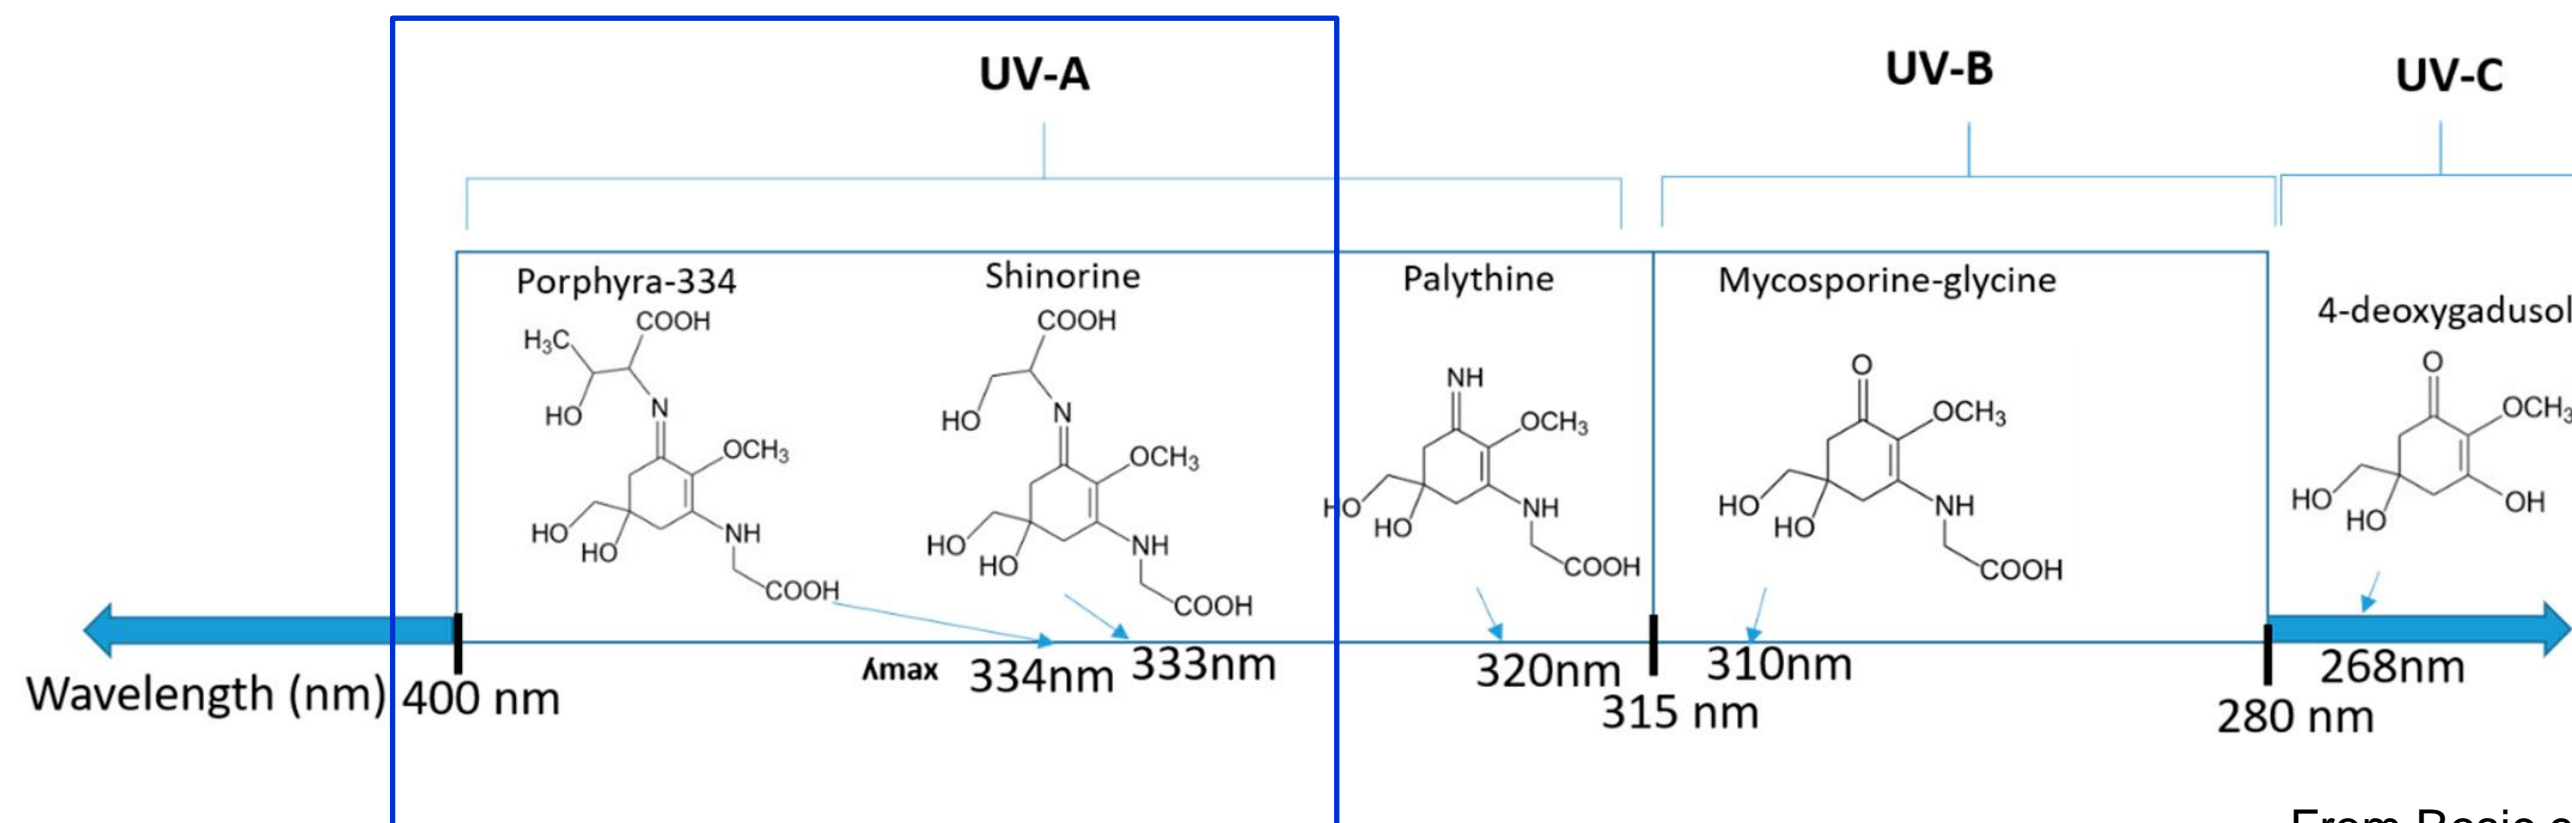 UV-A
UV-B
UV-C
Porphyra-334
Shinorine
Palythine
Mycosporine-glycine
4-deoxygadusol
H₃C
COOH
HO
N
OCH₃
HO
HO
NH
COOH
COOH
HO
N
OCH₃
HO
HO
NH
COOH
NH
OCH₃
HO
HO
NH
COOH
O
OCH₃
HO
HO
NH
COOH
O
OCH₃
HO
HO
OH
Wavelength (nm)
400 nm
ʎmax
334nm
333nm
320nm
315 nm
310nm
280 nm
268nm
From